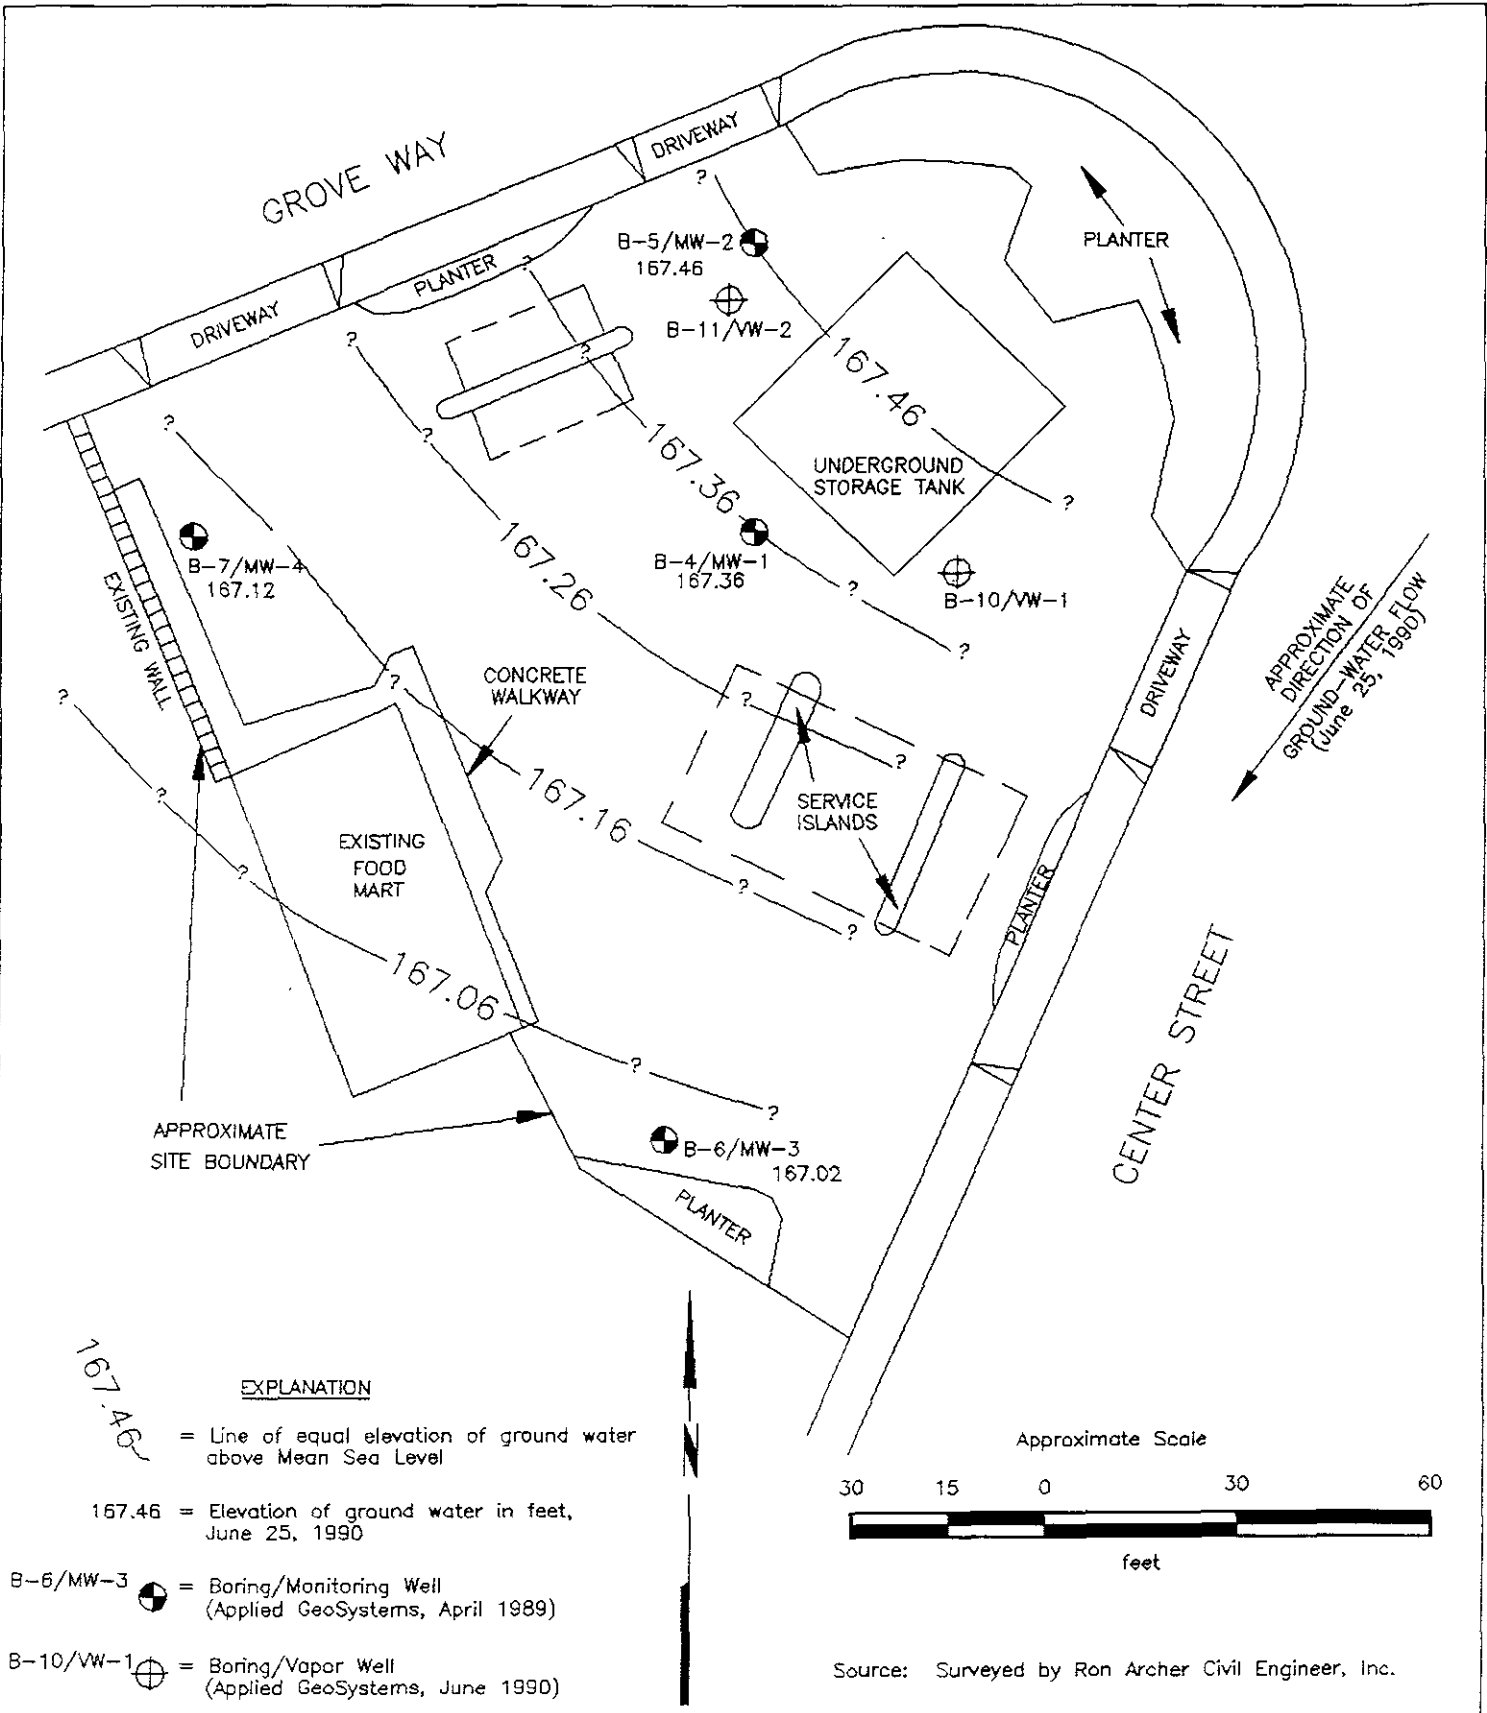 GROVE WAY
DRIVEWAY
DRIVEWAY
PLANTER
PLANTER
?
B-5/MW-2
167.46
?
B-11/VW-2
?
?
167.46
?
?
167.36
UNDERGROUND
STORAGE TANK
?
B-7/MW-4
167.12
167.26
B-4/MW-1
167.36
?
B-10/VW-1
?
EXISTING WALL
APPROXIMATE
DIRECTION OF
GROUND-WATER FLOW
(June 25, 1990)
DRIVEWAY
CONCRETE
WALKWAY
?
?
?
?
?
167.16
SERVICE
ISLANDS
EXISTING
FOOD
MART
?
?
?
PLANTER
167.06
CENTER STREET
?
?
APPROXIMATE
SITE BOUNDARY
B-6/MW-3
167.02
PLANTER
167.46
EXPLANATION
= Line of equal elevation of ground water
above Mean Sea Level
167.46 = Elevation of ground water in feet,
June 25, 1990
B-6/MW-3 = Boring/Monitoring Well
(Applied GeoSystems, April 1989)
B-10/VW-1 = Boring/Vapor Well
(Applied GeoSystems, June 1990)
N
Approximate Scale
30 15 0 30 60
feet
Source: Surveyed by Ron Archer Civil Engineer, Inc.